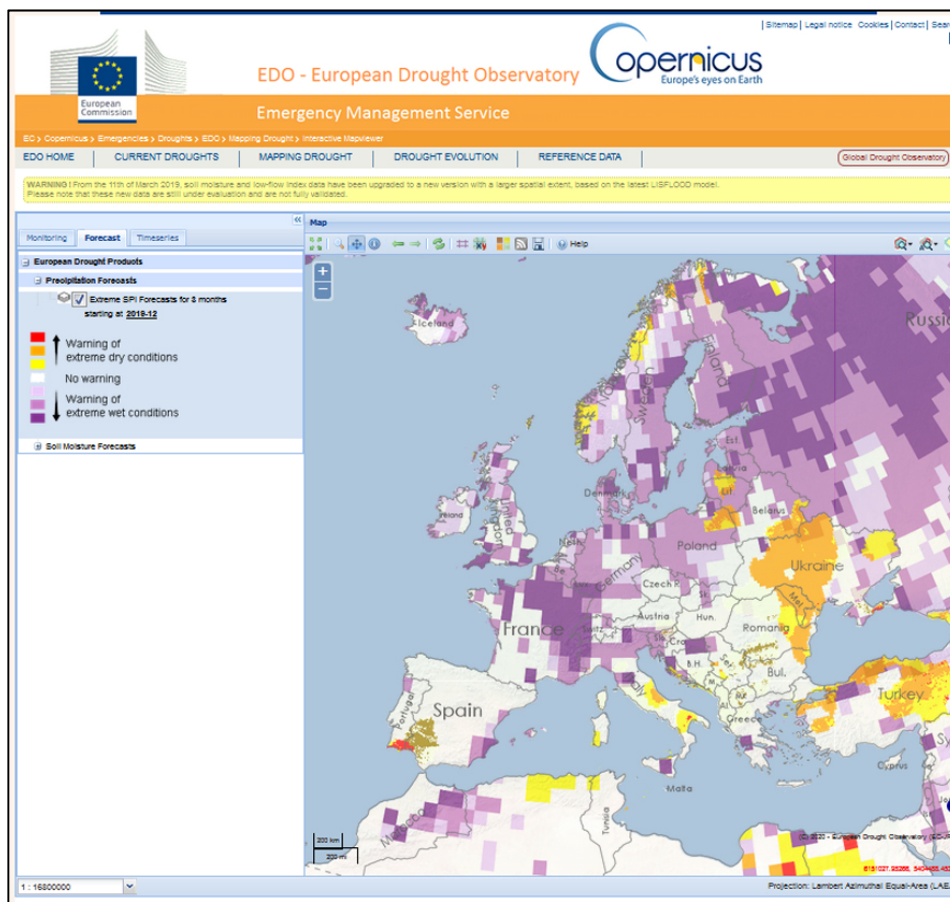 | Sitemap | Legal notice Cookies | Contact |
European Commission
EDO - European Drought Observatory
Copernicus
Europe's eyes on Earth
Emergency Management Service
EC > Copernicus > Emergencies > Droughts > EDO > Mapping Drought > Interactive Mapviewer
EDO HOME | CURRENT DROUGHTS | MAPPING DROUGHT | DROUGHT EVOLUTION | REFERENCE DATA |
Global Drought Observatory
WARNING ! From the 11th of March 2019, soil moisture and low-flow index data have been upgraded to a new version with a larger spatial extent, based on the latest LISFLOOD model.
Please note that these new data are still under evaluation and are not fully validated.
Map
Monitoring Forecast Timeseries
Help
European Drought Products
Precipitation Forecasts
Extreme SPI Forecasts for 3 months
starting at 2019-12
Warning of
extreme dry conditions
No warning
Warning of
extreme wet conditions
Soil Moisture Forecasts
Iceland
Norway
Sweden
Finland
Est.
Latvia
Lit.
Denmark
Belarus
Ireland
United
Poland
Ukraine
Germany
Czech R.
Austria
Hun.
Mol.
France
Switz
Romania
B.H.
Bul.
Italy
Portugal
Spain
Greece
Turkey
Cyprus
Malta
Morocco
Tunisia
200 km
200 mi
1 : 16800000
Projection: Lambert Azimuthal Equal-Area